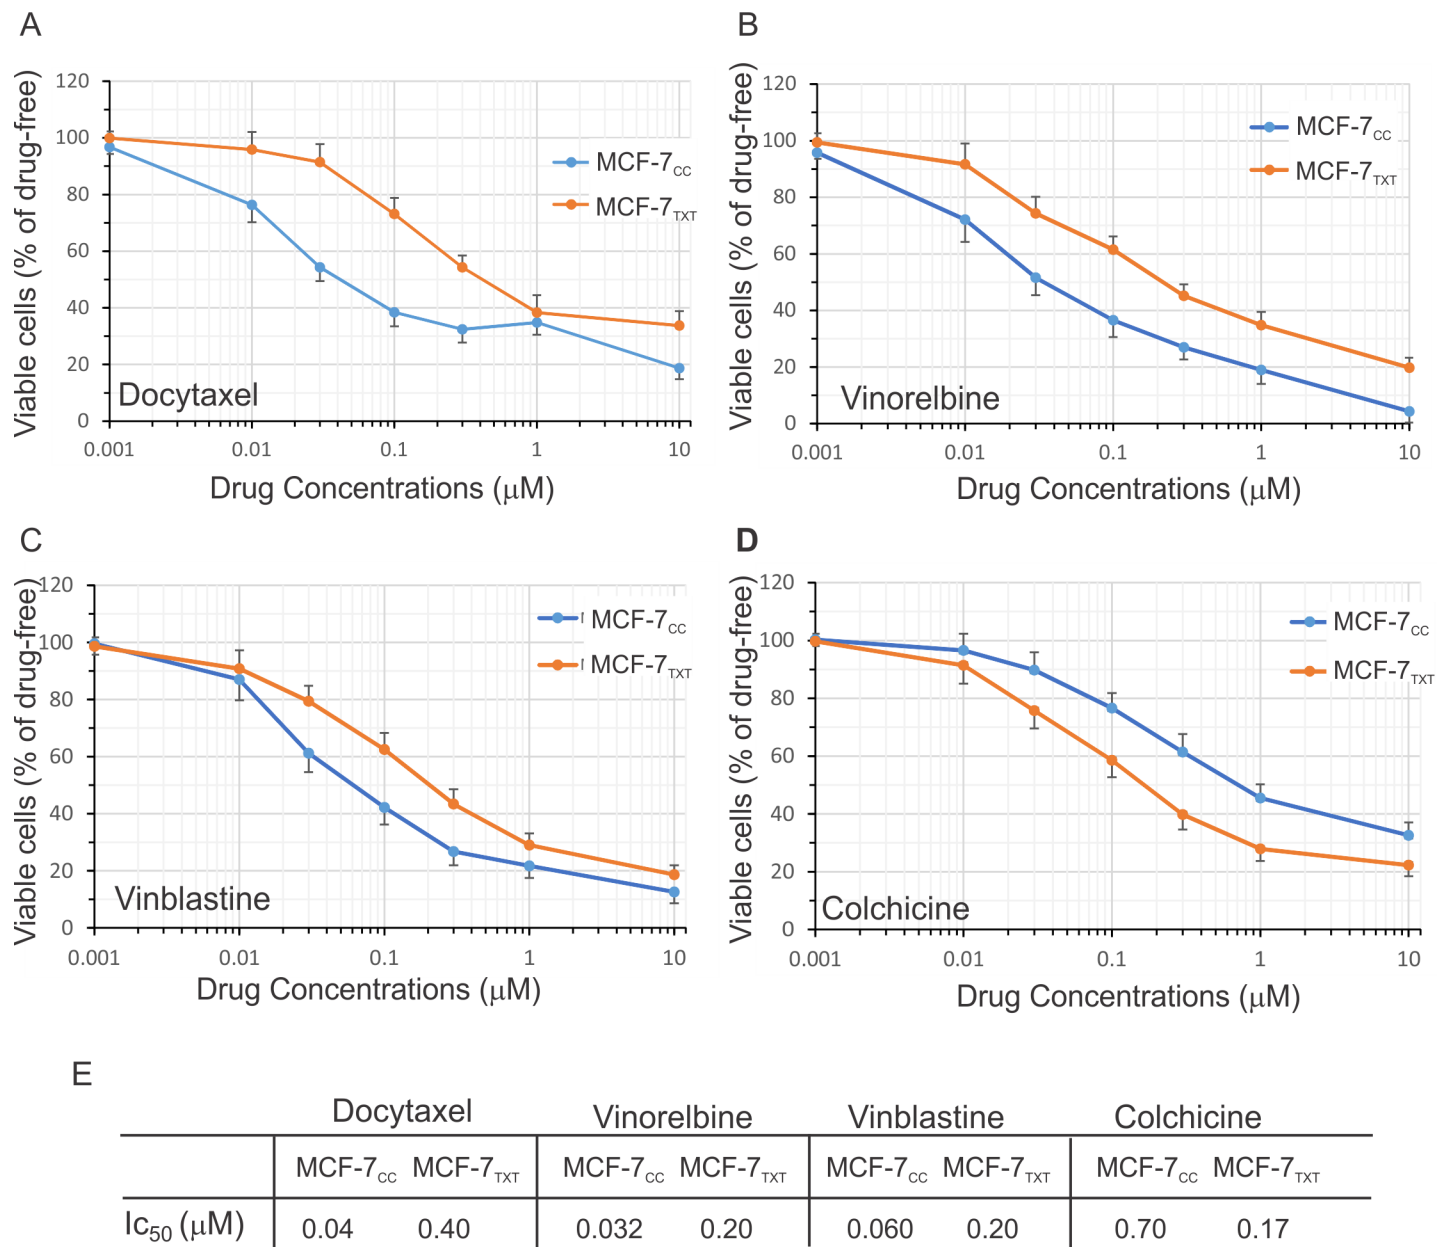 A
Viable cells (% of drug-free)
120
100
80
60
40
20
0
MCF-7CC
MCF-7TXT
Docytaxel
0.001 0.01 0.1 1 10
Drug Concentrations (μM)
B
Viable cells (% of drug-free)
120
100
80
60
40
20
0
MCF-7CC
MCF-7TXT
Vinorelbine
0.001 0.01 0.1 1 10
Drug Concentrations (μM)
C
Viable cells (% of drug-free)
120
100
80
60
40
20
0
MCF-7CC
MCF-7TXT
Vinblastine
0.001 0.01 0.1 1 10
Drug Concentrations (μM)
D
Viable cells (% of drug-free)
120
100
80
60
40
20
0
MCF-7CC
MCF-7TXT
Colchicine
0.001 0.01 0.1 1 10
Drug Concentrations (μM)
E
Docytaxel Vinorelbine Vinblastine Colchicine
MCF-7CC MCF-7TXT MCF-7CC MCF-7TXT MCF-7CC MCF-7TXT MCF-7CC MCF-7TXT
Ic50 (μM) 0.04 0.40 0.032 0.20 0.060 0.20 0.70 0.17